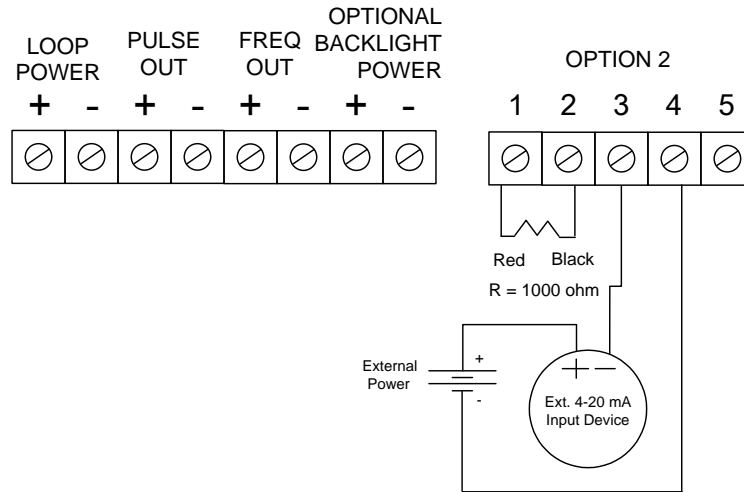 LOOP
POWER
PULSE
OUT
FREQ
OUT
OPTIONAL
BACKLIGHT
POWER
OPTION 2
+ - + - + - + -
1 2 3 4 5
Red Black
R = 1000 ohm
External
Power
+
-
+ −
Ext. 4-20 mA
Input Device